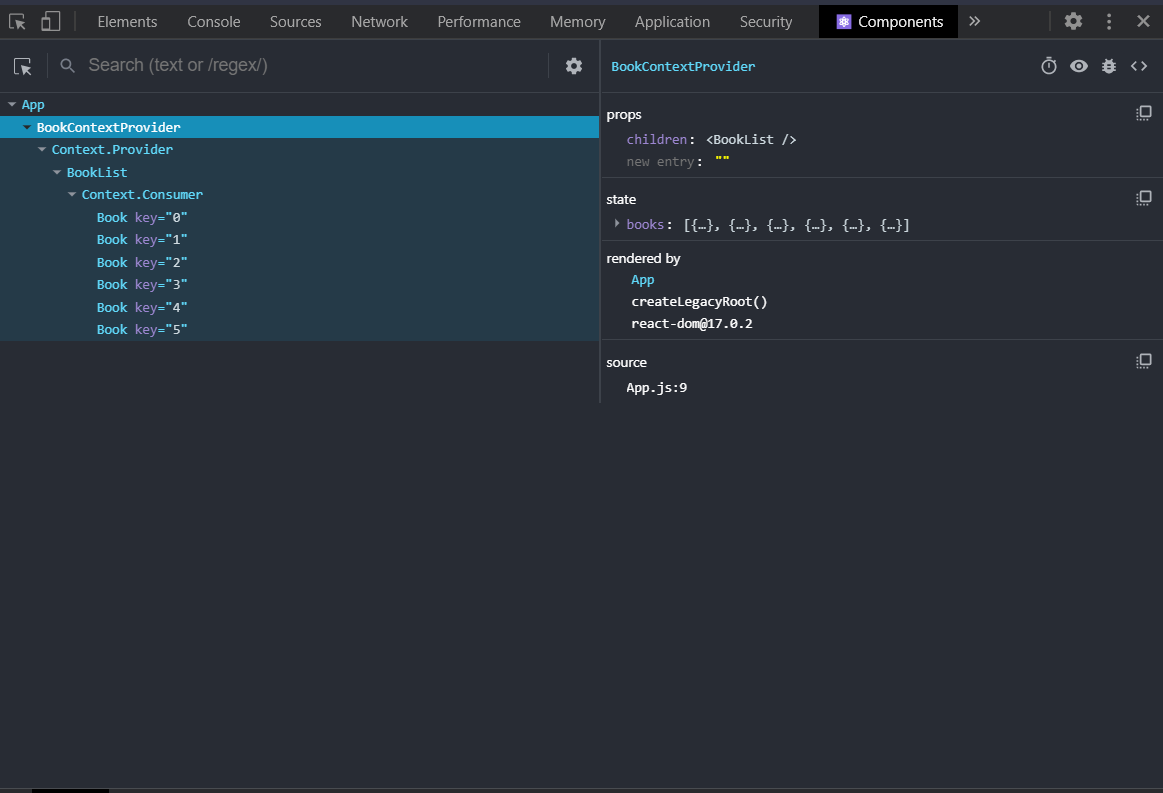 Elements Console Sources Network Performance Memory Application Security Components »
Search (text or /regex/)
BookContextProvider
App
BookContextProvider
Context.Provider
BookList
Context.Consumer
Book key="0"
Book key="1"
Book key="2"
Book key="3"
Book key="4"
Book key="5"
props
children: <BookList />
new entry: ""
state
books: [{…}, {…}, {…}, {…}, {…}, {…}]
rendered by
App
createLegacyRoot()
react-dom@17.0.2
source
App.js:9